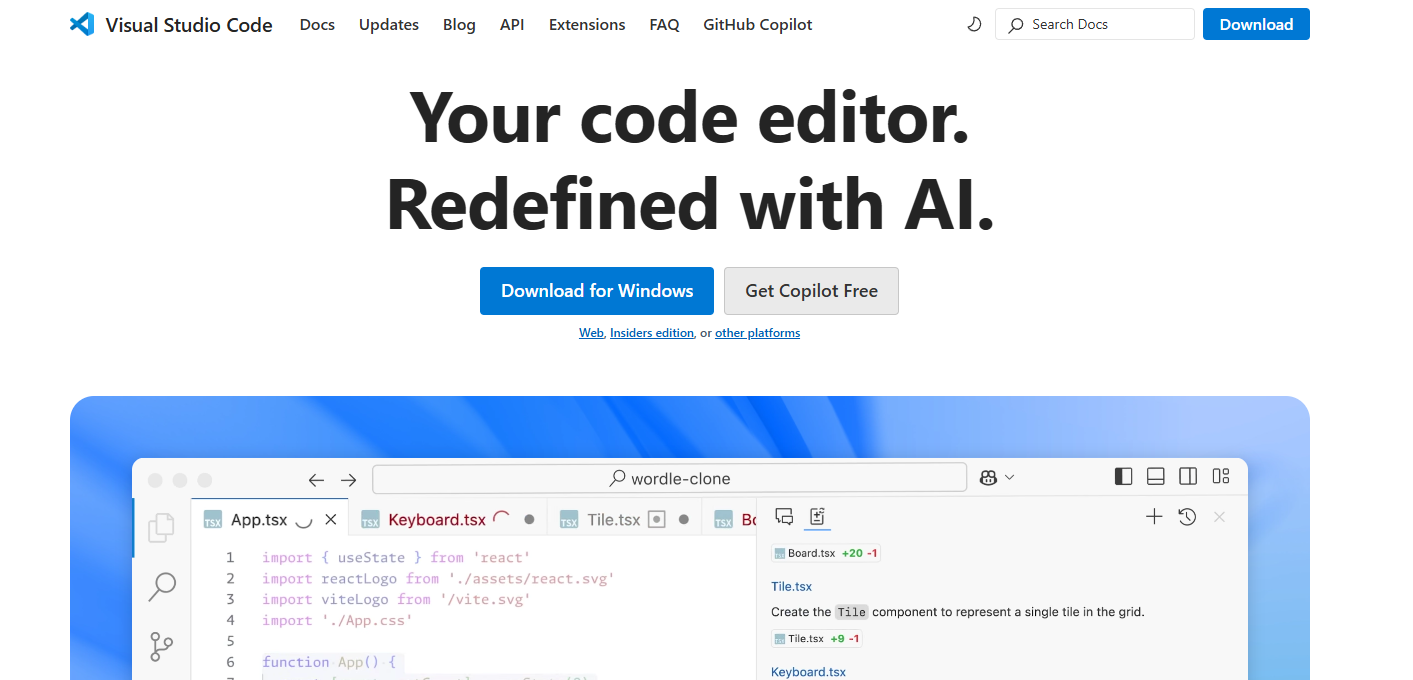 Visual Studio Code Docs Updates Blog API Extensions FAQ GitHub Copilot Search Docs Download
Your code editor.
Redefined with AI.
Download for Windows Get Copilot Free
Web, Insiders edition, or other platforms
wordle-clone
TSX App.tsx TSX Keyboard.tsx TSX Tile.tsx TSX
1 import { useState } from 'react'
2 import reactLogo from './assets/react.svg'
3 import viteLogo from '/vite.svg'
4 import './App.css'
5
6 function App() {
Board.tsx +20 -1
Tile.tsx
Create the Tile component to represent a single tile in the grid.
Tile.tsx +9 -1
Keyboard.tsx